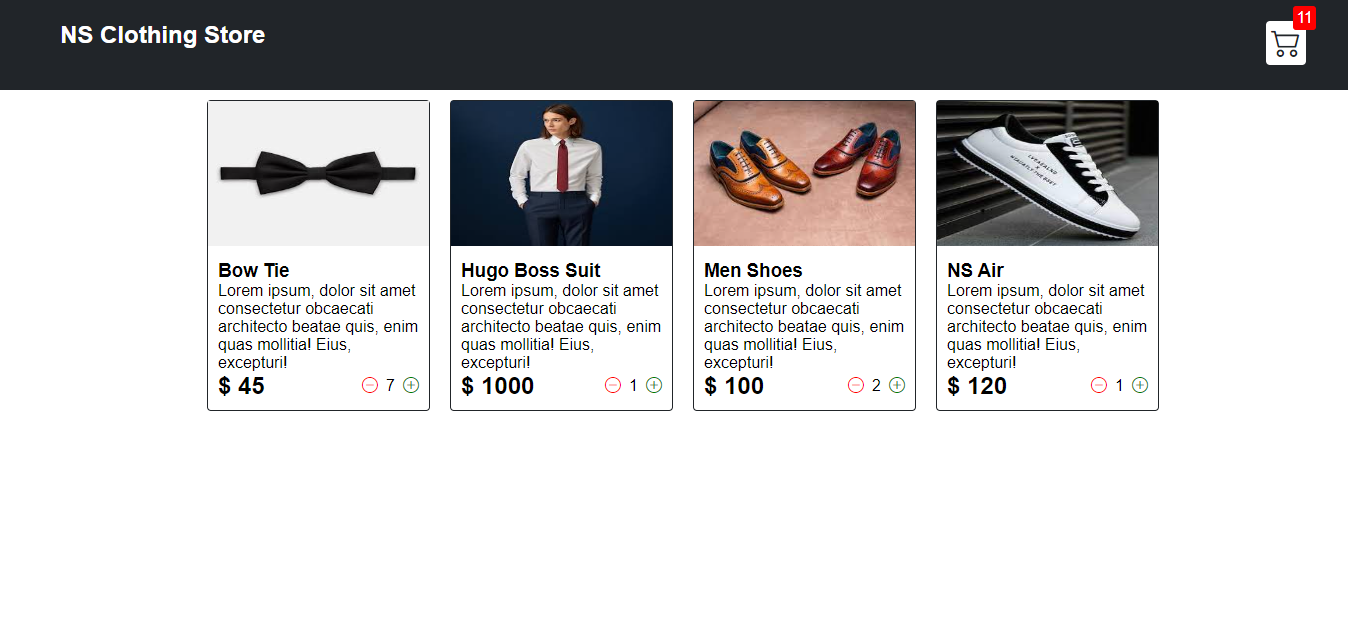 NS Clothing Store
11
Bow Tie
Lorem ipsum, dolor sit amet
consectetur obcaecati
architecto beatae quis, enim
quas mollitia! Eius,
excepturi!
$ 45
7
Hugo Boss Suit
Lorem ipsum, dolor sit amet
consectetur obcaecati
architecto beatae quis, enim
quas mollitia! Eius,
excepturi!
$ 1000
1
Men Shoes
Lorem ipsum, dolor sit amet
consectetur obcaecati
architecto beatae quis, enim
quas mollitia! Eius,
excepturi!
$ 100
2
NS Air
Lorem ipsum, dolor sit amet
consectetur obcaecati
architecto beatae quis, enim
quas mollitia! Eius,
excepturi!
$ 120
1